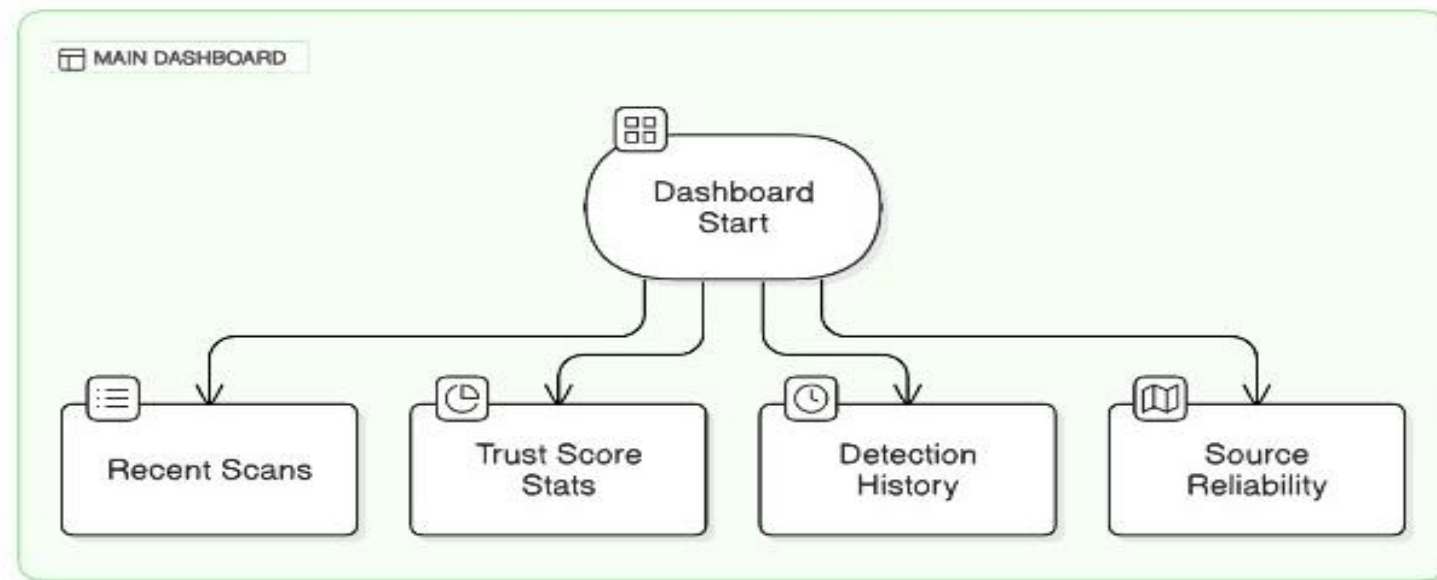 MAIN DASHBOARD
Dashboard
Start
Recent Scans
Trust Score
Stats
Detection
History
Source
Reliability